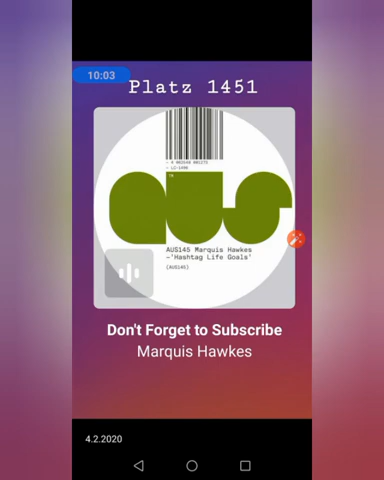 10:03
Platz 1451
aus
TM
AUS145 Marquis Hawkes
—'Hashtag Life Goals'
[AUS145]
Don't Forget to Subscribe
Marquis Hawkes
4.2.2020